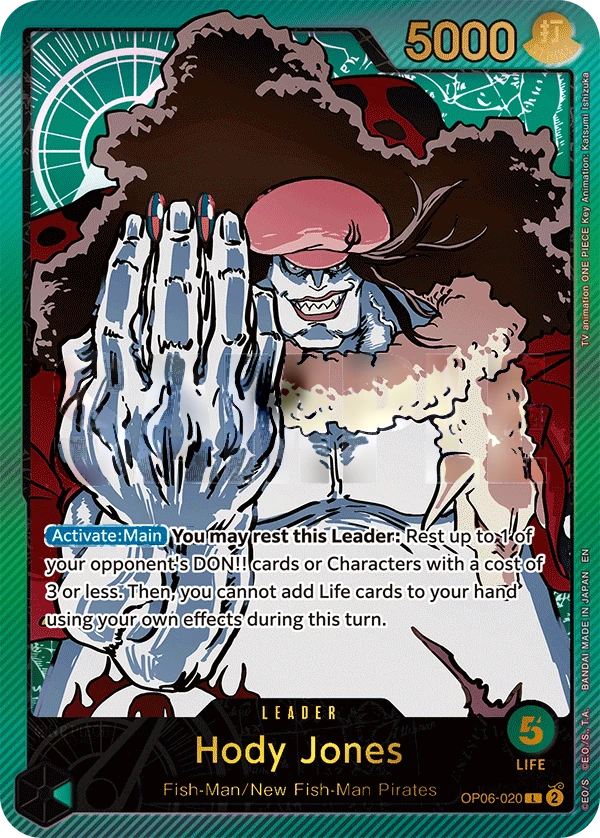 5000 打
Activate:Main You may rest this Leader: Rest up to 1 of
your opponent's DON!! cards or Characters with a cost of
3 or less. Then, you cannot add Life cards to your hand
using your own effects during this turn.
LEADER
Hody Jones
Fish-Man/New Fish-Man Pirates
5
LIFE
OP06-020 L 2
TV animation ONE PIECE Key Animation: Katsumi Ishizuka
©E.O/S ©E.O./S., T.A. BANDAI MADE IN JAPAN EN